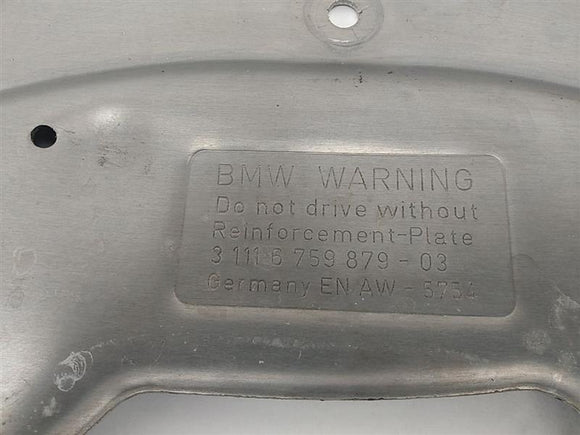 BMW WARNING
Do not drive without
Reinforcement-Plate
3 111 6 759 879 - 03
Germany EN AW - 5754